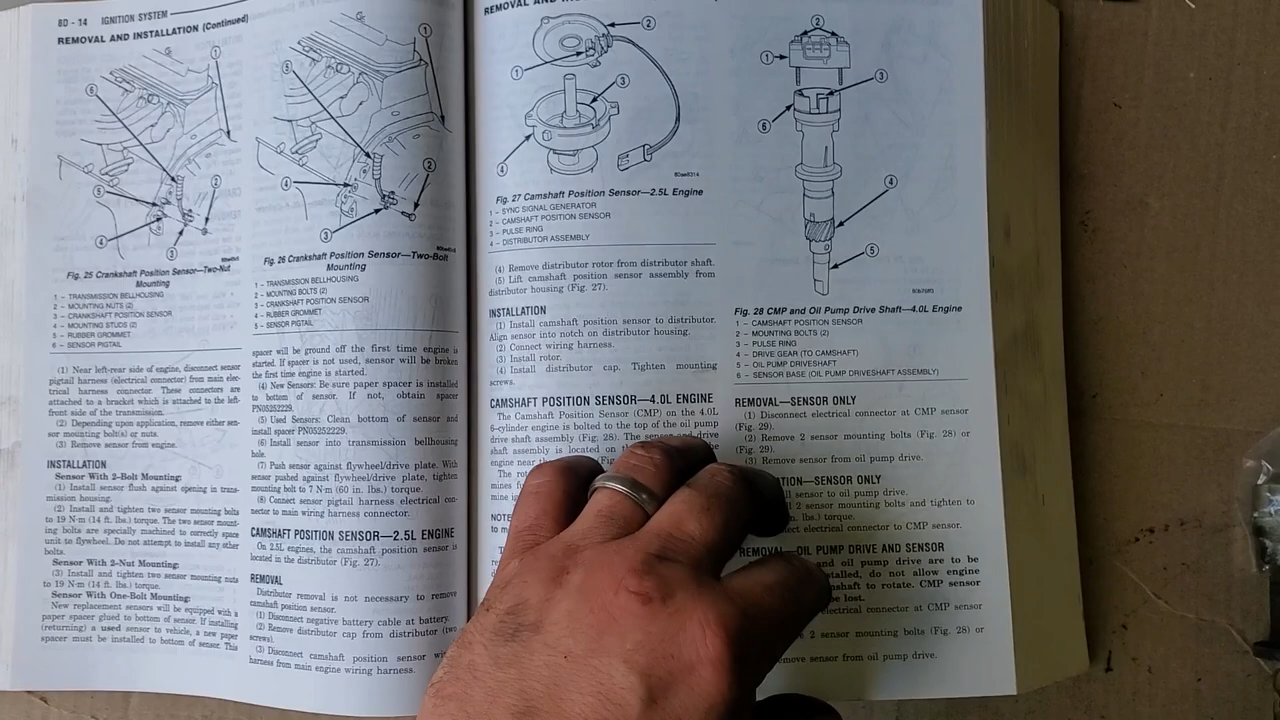 8D - 14 IGNITION SYSTEM
REMOVAL AND INSTALLATION (Continued)
Fig. 25 Crankshaft Position Sensor—Two-Nut
Mounting
1 – TRANSMISSION BELLHOUSING
2 – MOUNTING NUTS (2)
3 – CRANKSHAFT POSITION SENSOR
4 – MOUNTING STUDS (2)
5 – RUBBER GROMMET
6 – SENSOR PIGTAIL
(1) Near left-rear side of engine, disconnect sensor
pigtail harness (electrical connector) from main elec-
trical harness connector. These connectors are
attached to a bracket which is attached to the left-
front side of the transmission.
(2) Depending upon application, remove either sen-
sor mounting bolt(s) or nuts.
(3) Remove sensor from engine.
INSTALLATION
Sensor With 2-Bolt Mounting:
(1) Install sensor flush against opening in trans-
mission housing.
(2) Install and tighten two sensor mounting bolts
to 19 N·m (14 ft. lbs.) torque. The two sensor mount-
ing bolts are specially machined to correctly space
unit to flywheel. Do not attempt to install any other
bolts.
Sensor With 2-Nut Mounting:
(3) Install and tighten two sensor mounting nuts
to 19 N·m (14 ft. lbs.) torque.
Sensor With One-Bolt Mounting:
New replacement sensors will be equipped with a
paper spacer glued to bottom of sensor. If installing
(returning) a used sensor to vehicle, a new paper
spacer must be installed to bottom of sensor. This
Fig. 26 Crankshaft Position Sensor—Two-Bolt
Mounting
1 – TRANSMISSION BELLHOUSING
2 – MOUNTING BOLTS (2)
3 – CRANKSHAFT POSITION SENSOR
4 – RUBBER GROMMET
5 – SENSOR PIGTAIL
spacer will be ground off the first time engine is
started. If spacer is not used, sensor will be broken
the first time engine is started.
(4) New Sensors: Be sure paper spacer is installed
to bottom of sensor. If not, obtain spacer
PN05252229.
(5) Used Sensors: Clean bottom of sensor and
install spacer PN05252229.
(6) Install sensor into transmission bellhousing
hole.
(7) Push sensor against flywheel/drive plate. With
sensor pushed against flywheel/drive plate, tighten
mounting bolt to 7 N·m (60 in. lbs.) torque.
(8) Connect sensor pigtail harness electrical con-
nector to main wiring harness connector.
CAMSHAFT POSITION SENSOR—2.5L ENGINE
On 2.5L engines, the camshaft position sensor is
located in the distributor (Fig. 27).
REMOVAL
Distributor removal is not necessary to remove
camshaft position sensor.
(1) Disconnect negative battery cable at battery.
(2) Remove distributor cap from distributor (two
screws).
(3) Disconnect camshaft position sensor
harness from main engine wiring harness.
REMOVAL AND
Fig. 27 Camshaft Position Sensor—2.5L Engine
1 – SYNC SIGNAL GENERATOR
2 – CAMSHAFT POSITION SENSOR
3 – PULSE RING
4 – DISTRIBUTOR ASSEMBLY
(4) Remove distributor rotor from distributor shaft.
(5) Lift camshaft position sensor assembly from
distributor housing (Fig. 27).
INSTALLATION
(1) Install camshaft position sensor to distributor.
Align sensor into notch on distributor housing.
(2) Connect wiring harness.
(3) Install rotor.
(4) Install distributor cap. Tighten mounting
screws.
CAMSHAFT POSITION SENSOR—4.0L ENGINE
The Camshaft Position Sensor (CMP) on the 4.0L
6-cylinder engine is bolted to the top of the oil pump
drive shaft assembly (Fig. 28). The sensor and drive
shaft assembly is located on
engine near
The
NOTE
to
Fig. 28 CMP and Oil Pump Drive Shaft—4.0L Engine
1 – CAMSHAFT POSITION SENSOR
2 – MOUNTING BOLTS (2)
3 – PULSE RING
4 – DRIVE GEAR (TO CAMSHAFT)
5 – OIL PUMP DRIVESHAFT
6 – SENSOR BASE (OIL PUMP DRIVESHAFT ASSEMBLY)
REMOVAL—SENSOR ONLY
(1) Disconnect electrical connector at CMP sensor
(Fig. 29).
(2) Remove 2 sensor mounting bolts (Fig. 28) or
(Fig. 29).
(3) Remove sensor from oil pump drive.
SENSOR ONLY
sensor to oil pump drive.
2 sensor mounting bolts and tighten to
lbs.) torque.
electrical connector to CMP sensor.
REMOVAL—OIL PUMP DRIVE AND SENSOR
and oil pump drive are to be
do not allow engine
to rotate. CMP sensor
be lost.
electrical connector at CMP sensor
2 sensor mounting bolts (Fig. 28) or
sensor from oil pump drive.